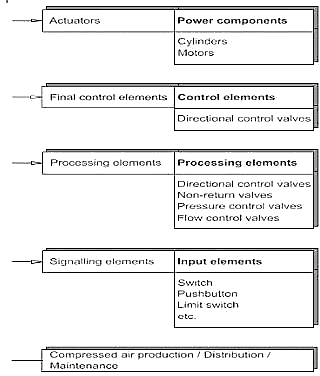 Actuators
Power components
Cylinders
Motors
Final control elements
Control elements
Directional control valves
Processing elements
Processing elements
Directional control valves
Non-return valves
Pressure control valves
Flow control valves
Signalling elements
Input elements
Switch
Pushbutton
Limit switch
etc.
Compressed air production / Distribution /
Maintenance